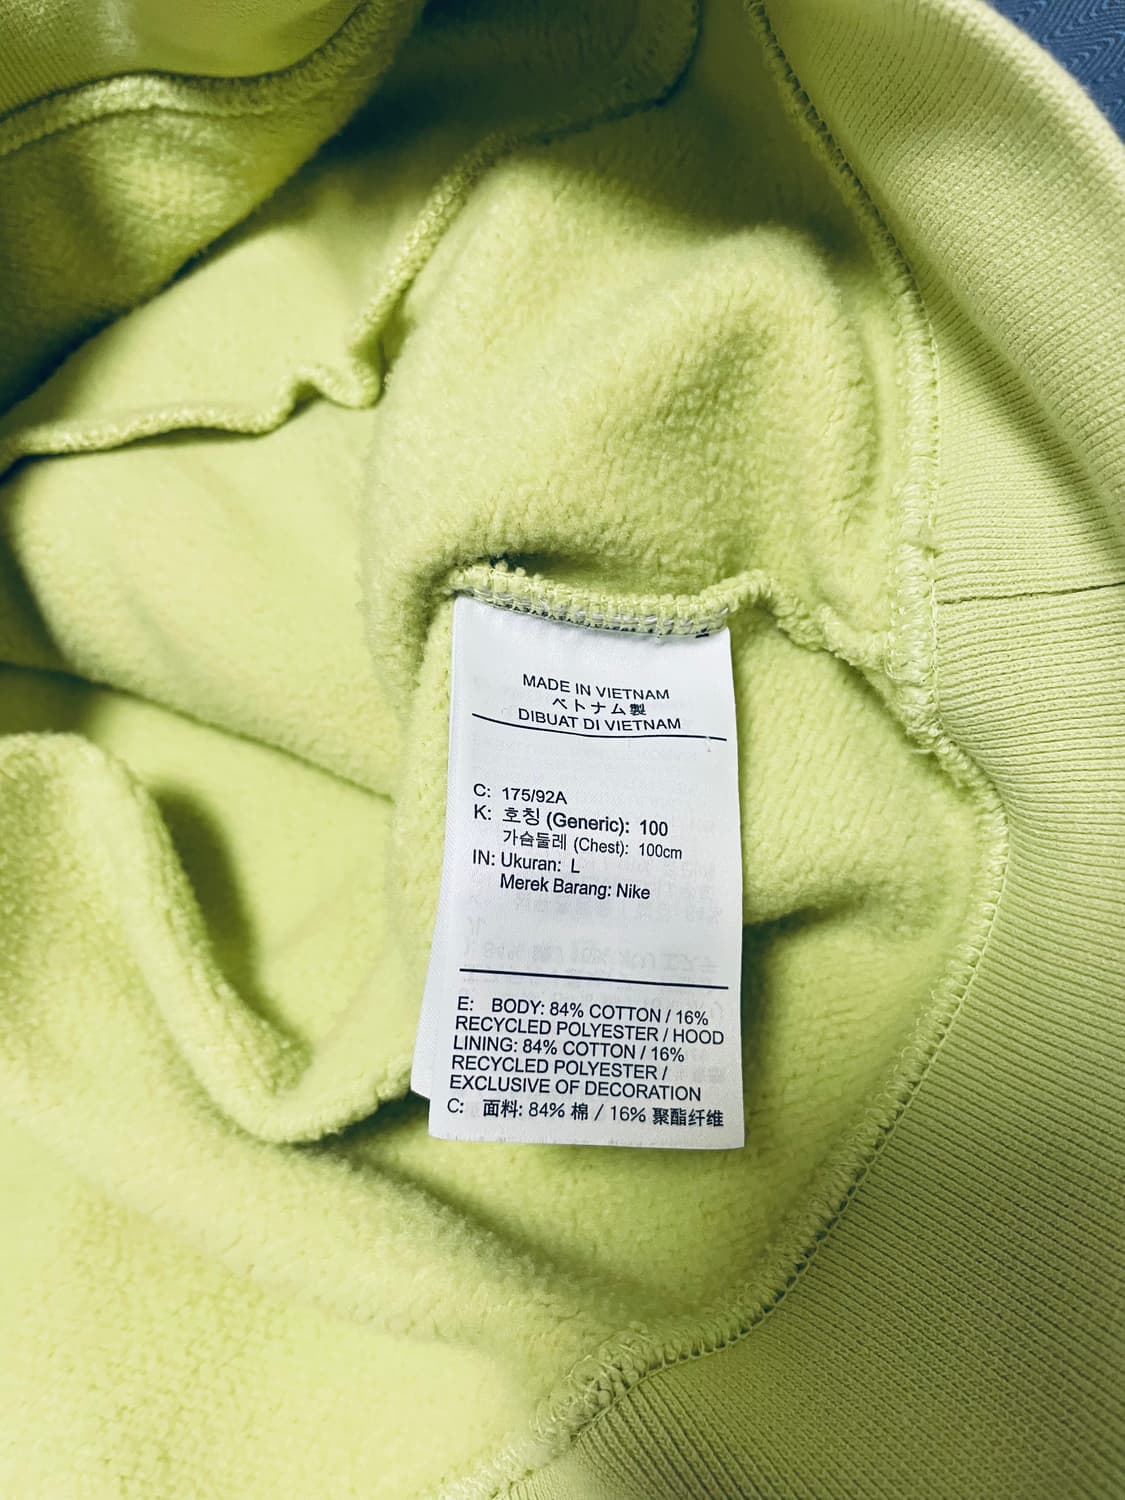 MADE IN VIETNAM
ベトナム製
DIBUAT DI VIETNAM
C: 175/92A
K: 호칭 (Generic): 100
가슴둘레 (Chest): 100cm
IN: Ukuran: L
Merek Barang: Nike
E: BODY: 84% COTTON / 16%
RECYCLED POLYESTER / HOOD
LINING: 84% COTTON / 16%
RECYCLED POLYESTER /
EXCLUSIVE OF DECORATION
C: 面料: 84% 棉 / 16% 聚酯纤维